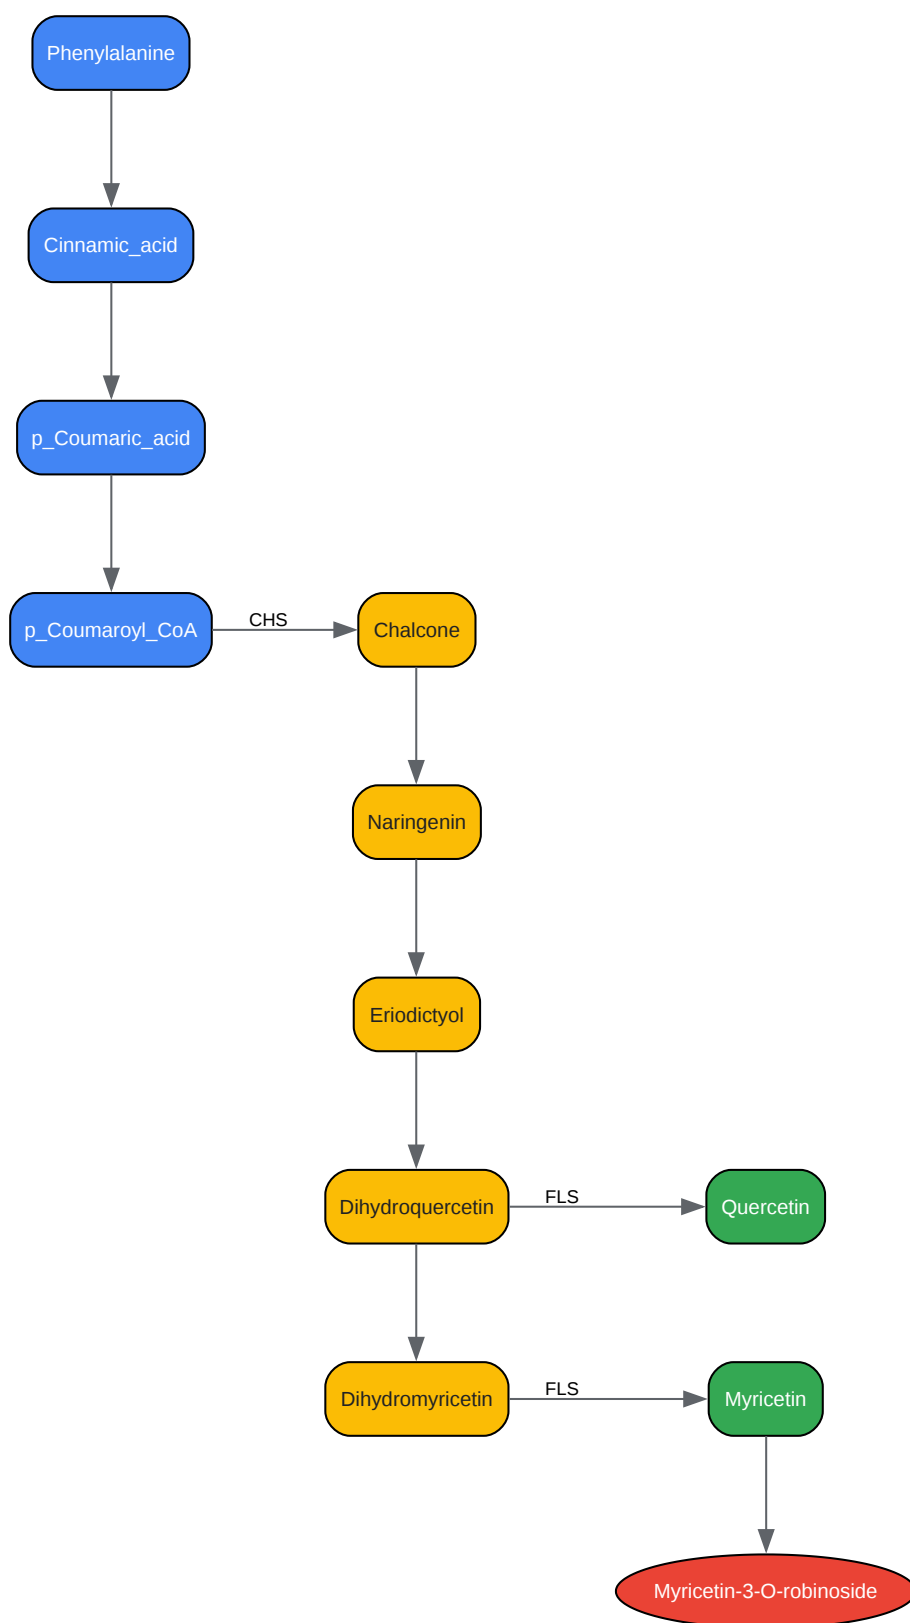 Phenylalanine
Cinnamic_acid
p_Coumaric_acid
p_Coumaroyl_CoA
CHS
Chalcone
Naringenin
Eriodictyol
Dihydroquercetin
FLS
Quercetin
Dihydromyricetin
FLS
Myricetin
Myricetin-3-O-robinoside